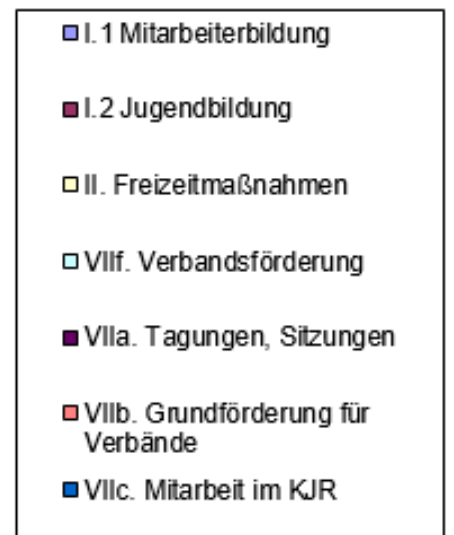 I.1 Mitarbeiterbildung
I.2 Jugendbildung
II. Freizeitmaßnahmen
VIIf. Verbandsförderung
VIIa. Tagungen, Sitzungen
VIIb. Grundförderung für
Verbände
VIIc. Mitarbeit im KJR